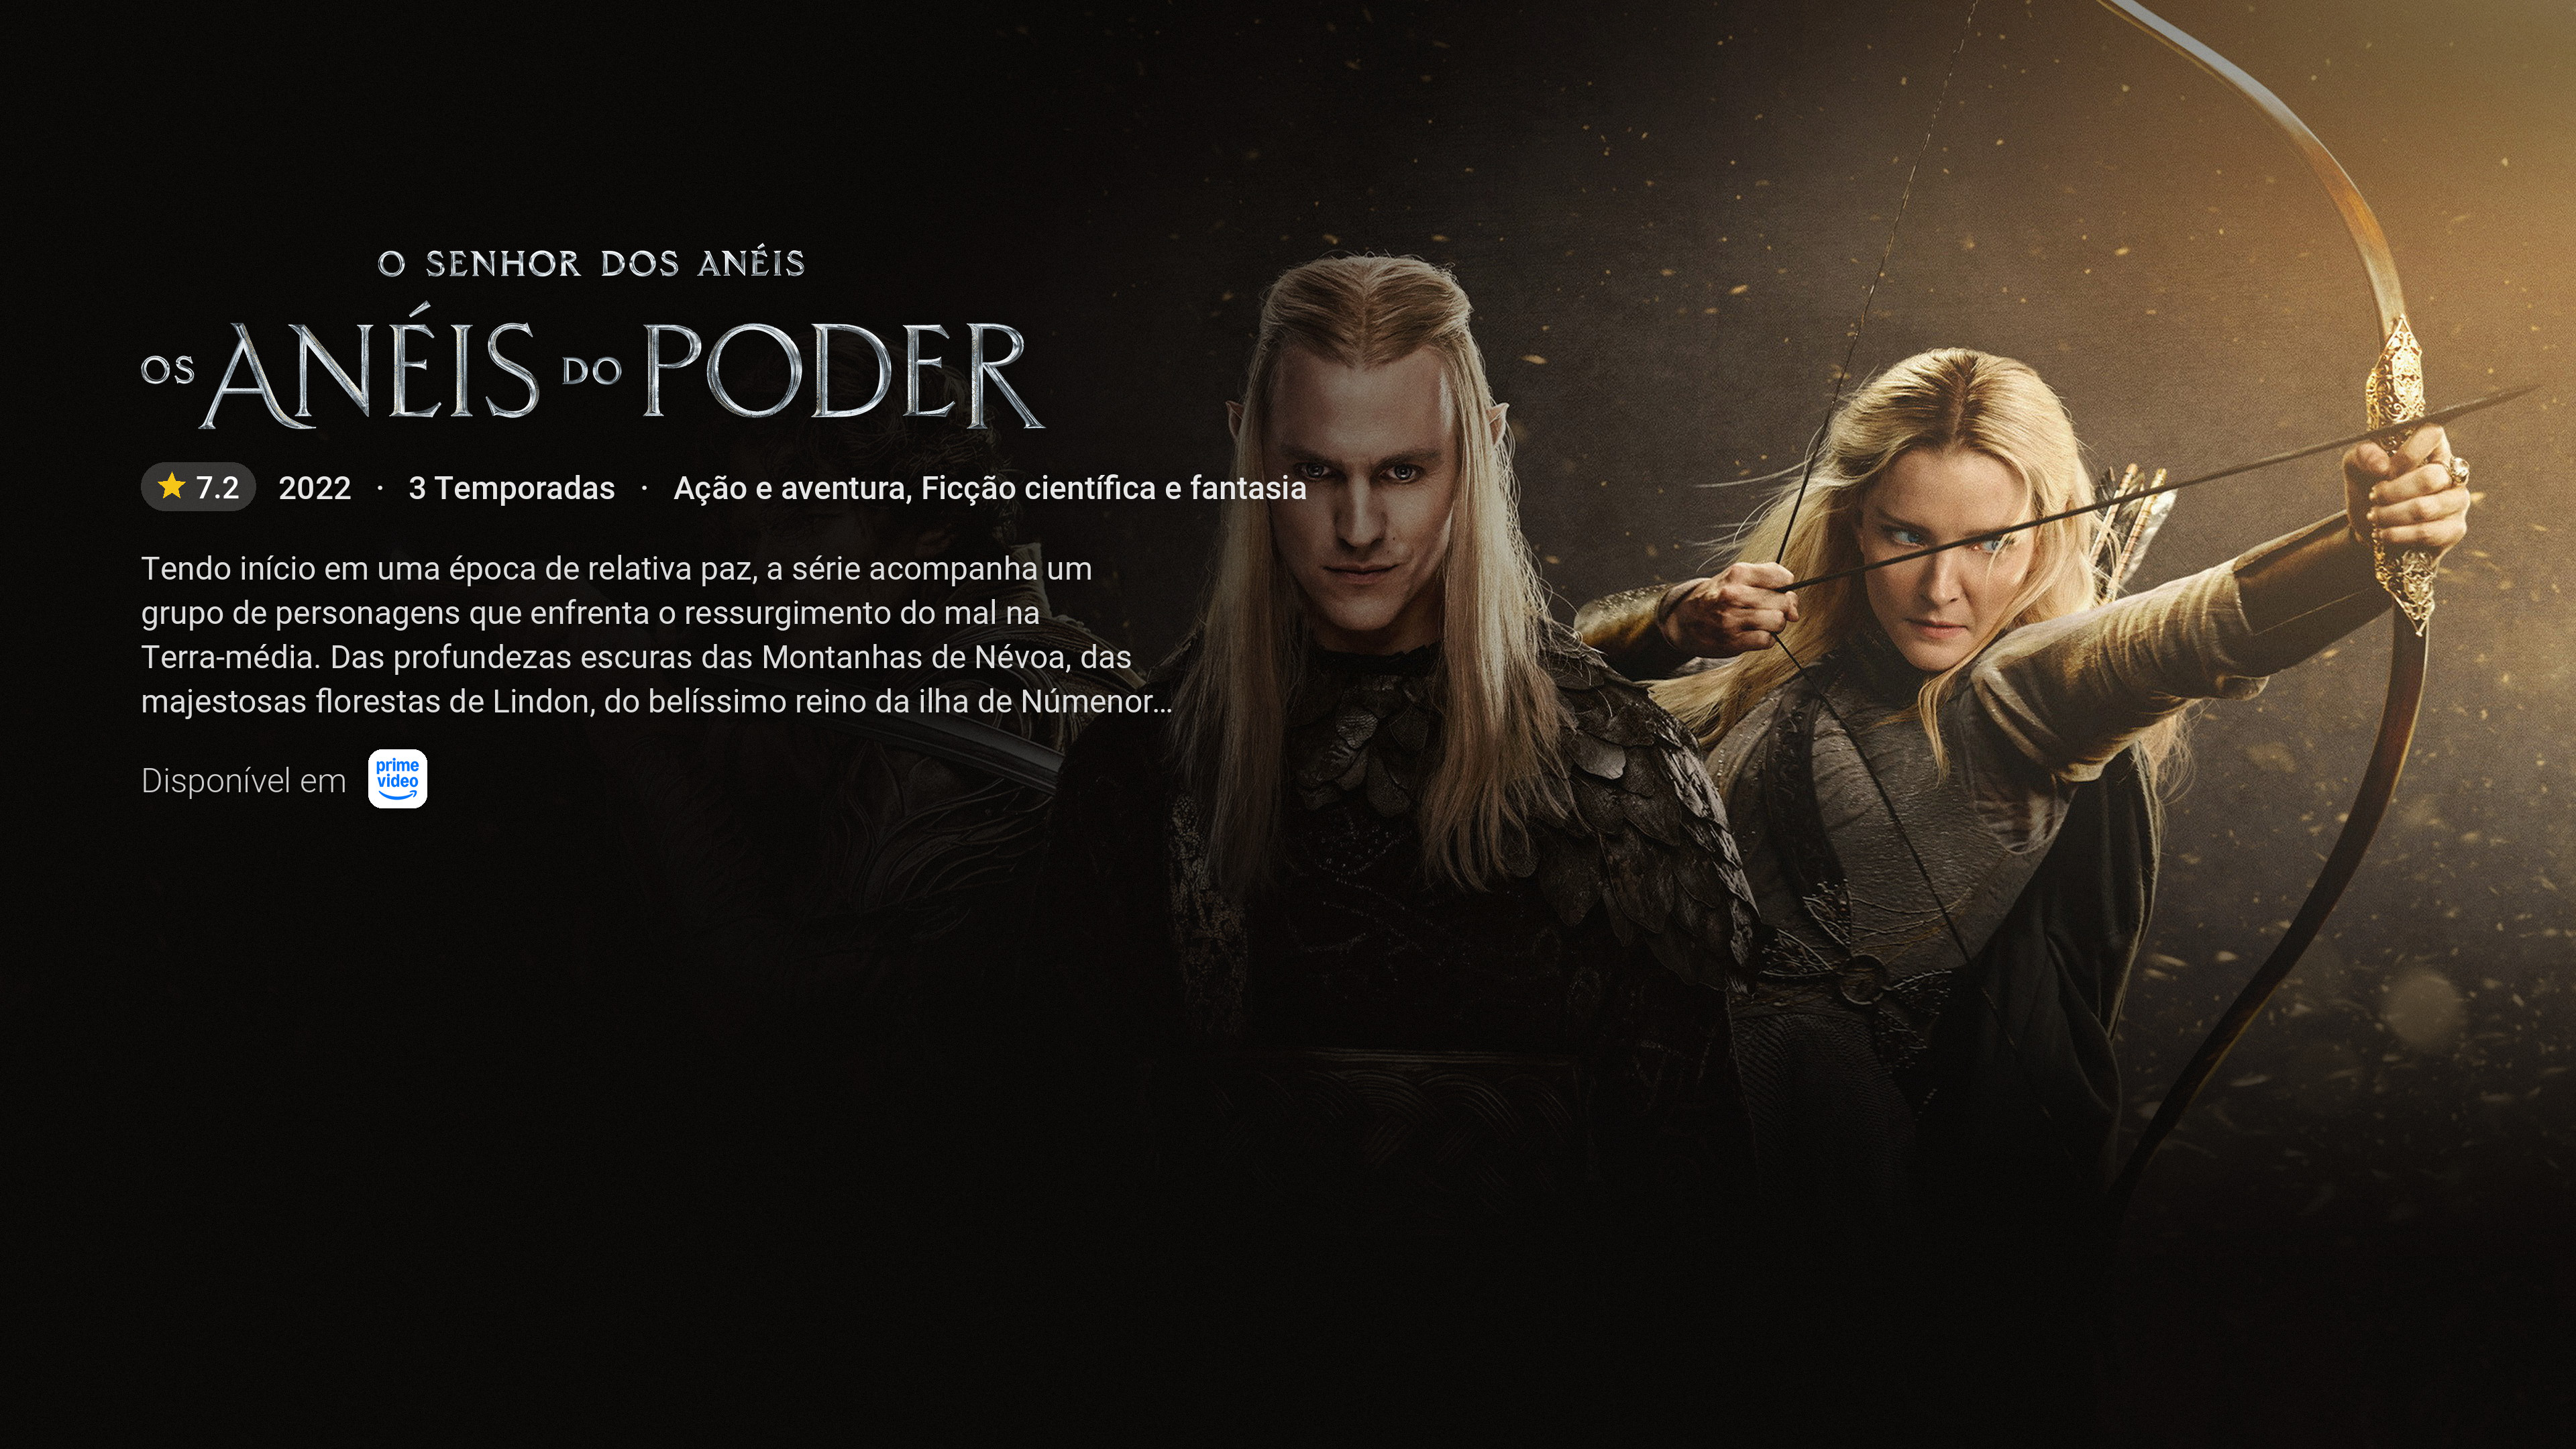 O SENHOR DOS ANÉIS
OS ANÉIS DO PODER
7.2 2022 · 3 Temporadas · Ação e aventura, Ficção científica e fantasia
Tendo início em uma época de relativa paz, a série acompanha um
grupo de personagens que enfrenta o ressurgimento do mal na
Terra-média. Das profundezas escuras das Montanhas de Névoa, das
majestosas florestas de Lindon, do belíssimo reino da ilha de Númenor...
Disponível em
prime
video